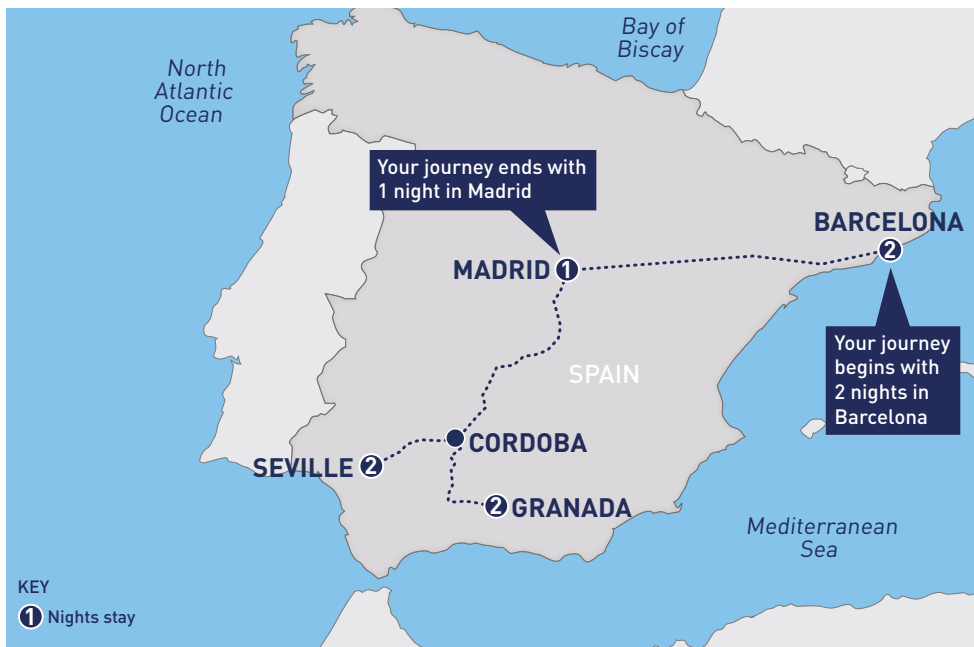 Bay of
Biscay
North
Atlantic
Ocean
Your journey ends with
1 night in Madrid
BARCELONA
2
MADRID 1
Your journey
begins with
2 nights in
Barcelona
SPAIN
CORDOBA
SEVILLE 2
2 GRANADA
Mediterranean
Sea
KEY
1 Nights stay